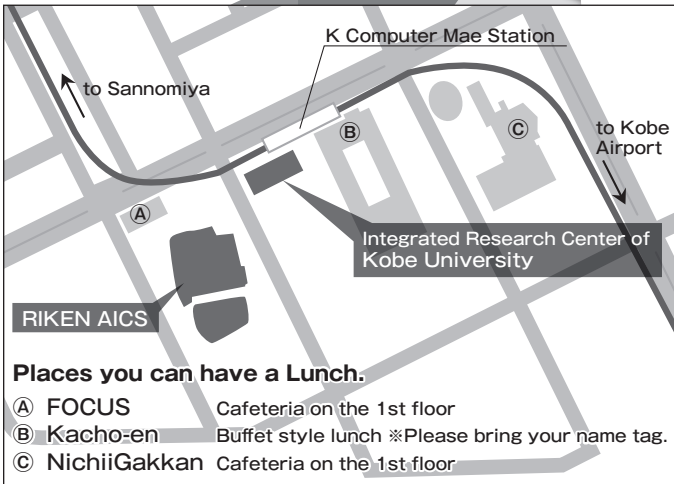 K Computer Mae Station
to Sannomiya
Ⓑ
Ⓒ
to Kobe
Airport
Ⓐ
Integrated Research Center of
Kobe University
RIKEN AICS
Places you can have a Lunch.
Ⓐ FOCUS Cafeteria on the 1st floor
Ⓑ Kacho-en Buffet style lunch ※Please bring your name tag.
Ⓒ NichiiGakkan Cafeteria on the 1st floor